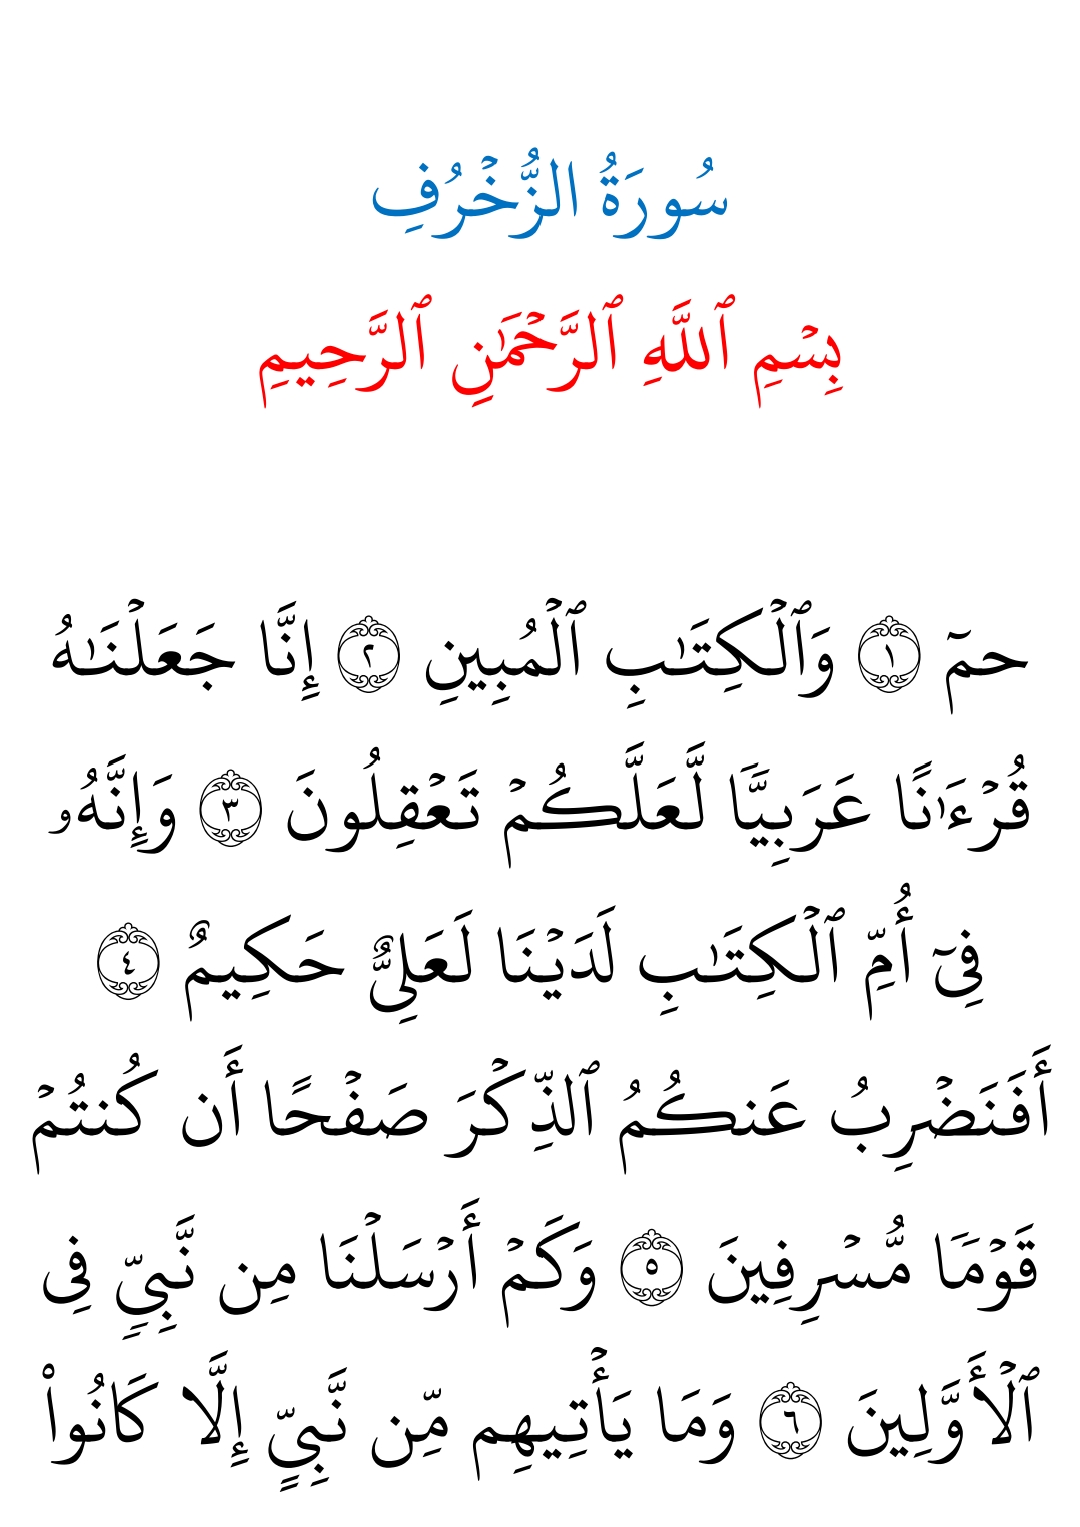 سُورَةُ الزُّخۡرُفِ
بِسۡمِ ٱللَّهِ ٱلرَّحۡمَٰنِ ٱلرَّحِيمِ
حمٓ ١ وَٱلۡكِتَٰبِ ٱلۡمُبِينِ ٢ إِنَّا جَعَلۡنَٰهُ
قُرۡءَٰنًا عَرَبِيّٗا لَّعَلَّكُمۡ تَعۡقِلُونَ ٣ وَإِنَّهُۥ
فِيٓ أُمِّ ٱلۡكِتَٰبِ لَدَيۡنَا لَعَلِيٌّ حَكِيمٌ ٤
أَفَنَضۡرِبُ عَنكُمُ ٱلذِّكۡرَ صَفۡحًا أَن كُنتُمۡ
قَوۡمٗا مُّسۡرِفِينَ ٥ وَكَمۡ أَرۡسَلۡنَا مِن نَّبِيّٖ فِي
ٱلۡأَوَّلِينَ ٦ وَمَا يَأۡتِيهِم مِّن نَّبِيٍّ إِلَّا كَانُواْ